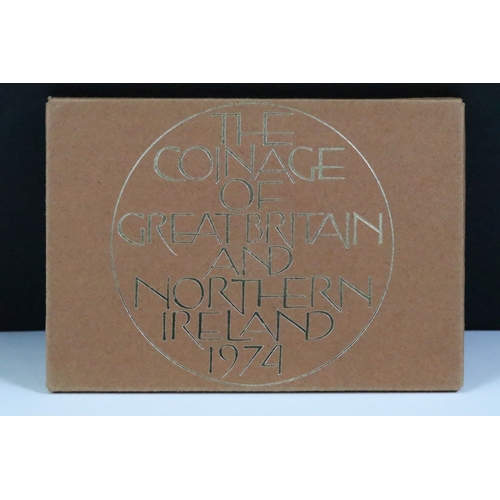 THE
COINAGE
OF
GREAT BRITAIN
AND
NORTHERN
IRELAND
1974